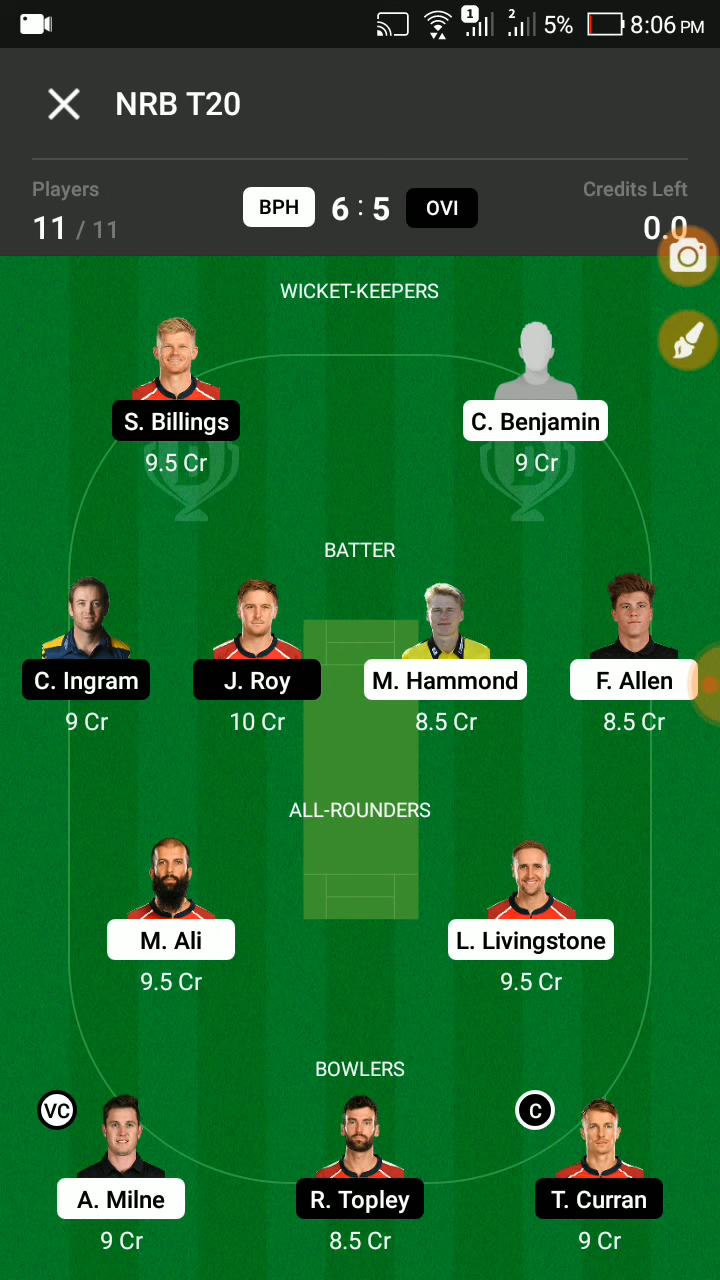 1 2 5% 8:06 PM
NRB T20
Players Credits Left
BPH 6 : 5 OVI
11 / 11 0.0
WICKET-KEEPERS
S. Billings C. Benjamin
9.5 Cr 9 Cr
BATTER
C. Ingram J. Roy M. Hammond F. Allen
9 Cr 10 Cr 8.5 Cr 8.5 Cr
ALL-ROUNDERS
M. Ali L. Livingstone
9.5 Cr 9.5 Cr
BOWLERS
VC C
A. Milne R. Topley T. Curran
9 Cr 8.5 Cr 9 Cr